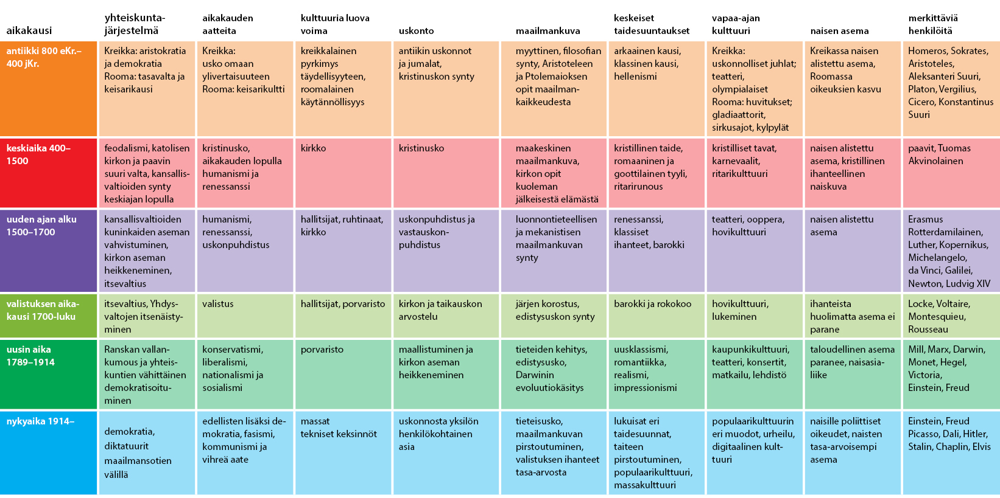 aikakausi
yhteiskunta-
järjestelmä
aikakauden
aatteita
kulttuuria luova
voima
uskonto
maailmankuva
keskeiset
taidesuuntaukset
vapaa-ajan
kulttuuri
naisen asema
merkittäviä
henkilöitä
antiikki 800 eKr.–
400 jKr.
Kreikka: aristokratia
ja demokratia
Rooma: tasavalta ja
keisarikausi
Kreikka:
usko omaan
ylivertaisuuteen
Rooma: keisarikultti
kreikkalainen
pyrkimys
täydellisyyteen,
roomalainen
käytännöllisyys
antiikin uskonnot
ja jumalat,
kristinuskon synty
myyttinen, filosofian
synty, Aristoteleen
ja Ptolemaioksen
opit maailman-
kaikkeudesta
arkaainen kausi,
klassinen kausi,
hellenismi
Kreikka:
uskonnolliset juhlat;
teatteri,
olympialaiset
Rooma: huvitukset;
gladiaattorit,
sirkusajot, kylpylät
Kreikassa naisen
alistettu asema,
Roomassa
oikeuksien kasvu
Homeros, Sokrates,
Aristoteles,
Aleksanteri Suuri,
Platon, Vergilius,
Cicero, Konstantinus
Suuri
keskiaika 400–
1500
feodalismi, katolisen
kirkon ja paavin
suuri valta, kansallis-
valtioiden synty
keskiajan lopulla
kristinusko,
aikakauden lopulla
humanismi ja
renessanssi
kirkko
kristinusko
maakeskinen
maailmankuva,
kirkon opit
kuoleman
jälkeisestä elämästä
kristillinen taide,
romaaninen ja
goottilainen tyyli,
ritarirunous
kristilliset tavat,
karnevaalit,
ritarikulttuuri
naisen alistettu
asema, kristillinen
ihanteellinen
naiskuva
paavit, Tuomas
Akvinolainen
uuden ajan alku
1500–1700
kansallisvaltioiden
kuninkaiden aseman
vahvistuminen,
kirkon aseman
heikkeneminen,
itsevaltius
humanismi,
renessanssi,
uskonpuhdistus
hallitsijat, ruhtinaat,
kirkko
uskonpuhdistus ja
vastauskon-
puhdistus
luonnontieteellisen
ja mekanistisen
maailmankuvan
synty
renessanssi,
klassiset
ihanteet, barokki
teatteri, ooppera,
hovikulttuuri
naisen alistettu
asema
Erasmus
Rotterdamilainen,
Luther, Kopernikus,
Michelangelo,
da Vinci, Galilei,
Newton, Ludvig XIV
valistuksen aika-
kausi 1700-luku
itsevaltius, Yhdys-
valtojen itsenäisty-
minen
valistus
hallitsijat, porvaristo
kirkon ja taikauskon
arvostelu
järjen korostus,
edistysuskon synty
barokki ja rokokoo
hovikulttuuri,
lukeminen
ihanteista
huolimatta asema ei
parane
Locke, Voltaire,
Montesquieu,
Rousseau
uusin aika
1789–1914
Ranskan vallan-
kumous ja yhteis-
kuntien vähittäinen
demokratisoitu-
minen
konservatismi,
liberalismi,
nationalismi ja
sosialismi
porvaristo
maallistuminen ja
kirkon aseman
heikkeneminen
tieteiden kehitys,
edistysusko,
Darwinin
evoluutiokäsitys
uusklassismi,
romantiikka,
realismi,
impressionismi
kaupunkikulttuuri,
teatteri, konsertit,
matkailu, lehdistö
taloudellinen asema
paranee, naisasia-
liike
Mill, Marx, Darwin,
Monet, Hegel,
Victoria,
Einstein, Freud
nykyaika 1914–
demokratia,
diktatuurit
maailmansotien
välillä
edellisten lisäksi de-
mokratia, fasismi,
kommunismi ja
vihreä aate
massat
tekniset keksinnöt
uskonnosta yksilön
henkilökohtainen
asia
tieteisusko,
maailmankuvan
pirstoutuminen,
valistuksen ihanteet
tasa-arvosta
lukuisat eri
taidesuunnat,
taiteen
pirstoutuminen,
populaarikulttuuri,
massakulttuuri
populaarikulttuurin
eri muodot, urheilu,
digitaalinen kult-
tuuri
naisille poliittiset
oikeudet, naisten
tasa-arvoisempi
asema
Einstein, Freud
Picasso, Dali, Hitler,
Stalin, Chaplin, Elvis